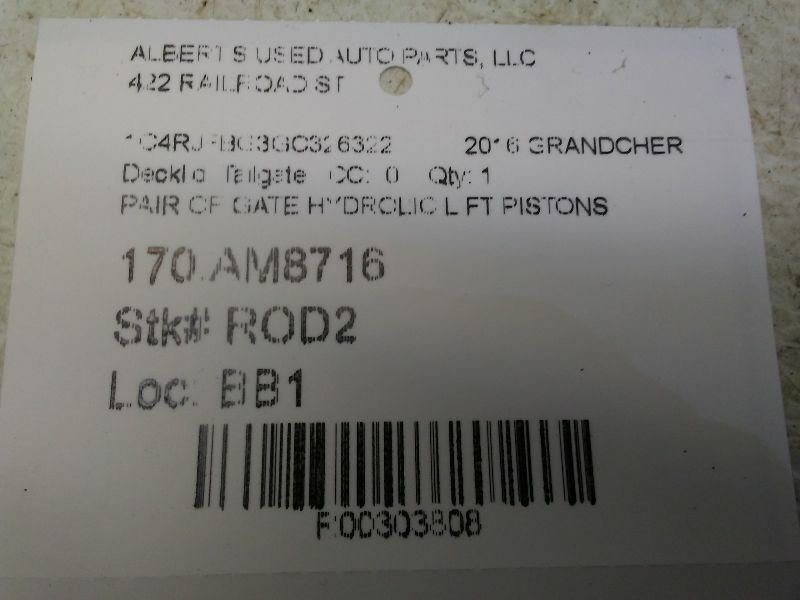 ALBERT'S USED AUTO PARTS, LLC
422 RAILROAD ST
1C4RJFBG3GC326322 2016 GRANDCHER
Decklid Tailgate CC: 0 Qty: 1
PAIR OF GATE HYDROLIC LIFT PISTONS
170.AM8716
Stk# ROD2
Loc: BB1
R00303808